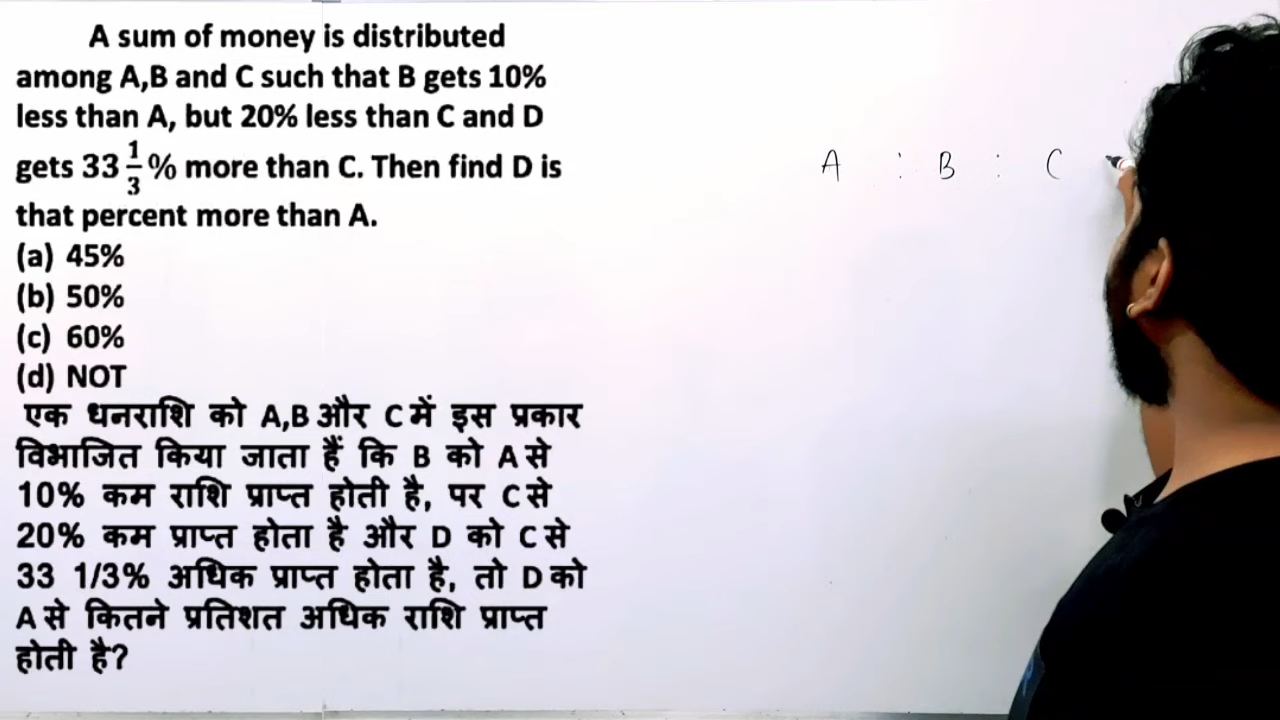 A sum of money is distributed
among A,B and C such that B gets 10%
less than A, but 20% less than C and D
gets 33 1/3 % more than C. Then find D is
that percent more than A.
(a) 45%
(b) 50%
(c) 60%
(d) NOT
एक धनराशि को A,B और C में इस प्रकार
विभाजित किया जाता हैं कि B को A से
10% कम राशि प्राप्त होती है, पर C से
20% कम प्राप्त होता है और D को C से
33 1/3% अधिक प्राप्त होता है, तो D को
A से कितने प्रतिशत अधिक राशि प्राप्त
होती है?
A : B : C